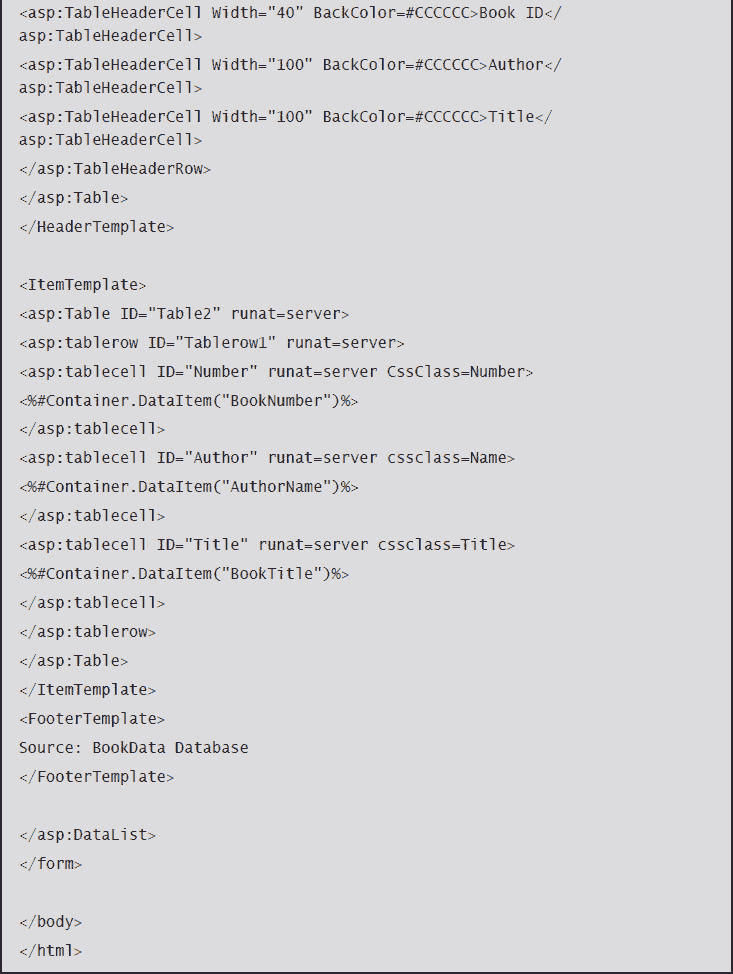 <asp:TableHeaderCell Width="40" BackColor=#CCCCCC>Book ID</
asp:TableHeaderCell>
<asp:TableHeaderCell Width="100" BackColor=#CCCCCC>Author</
asp:TableHeaderCell>
<asp:TableHeaderCell Width="100" BackColor=#CCCCCC>Title</
asp:TableHeaderCell>
</asp:TableHeaderRow>
</asp:Table>
</HeaderTemplate>
<ItemTemplate>
<asp:Table ID="Table2" runat=server>
<asp:tablerow ID="Tablerow1" runat=server>
<asp:tablecell ID="Number" runat=server CssClass=Number>
<%#Container.DataItem("BookNumber")%>
</asp:tablecell>
<asp:tablecell ID="Author" runat=server cssclass=Name>
<%#Container.DataItem("AuthorName")%>
</asp:tablecell>
<asp:tablecell ID="Title" runat=server cssclass=Title>
<%#Container.DataItem("BookTitle")%>
</asp:tablecell>
</asp:tablerow>
</asp:Table>
</ItemTemplate>
<FooterTemplate>
Source: BookData Database
</FooterTemplate>
</asp:DataList>
</form>
</body>
</html>